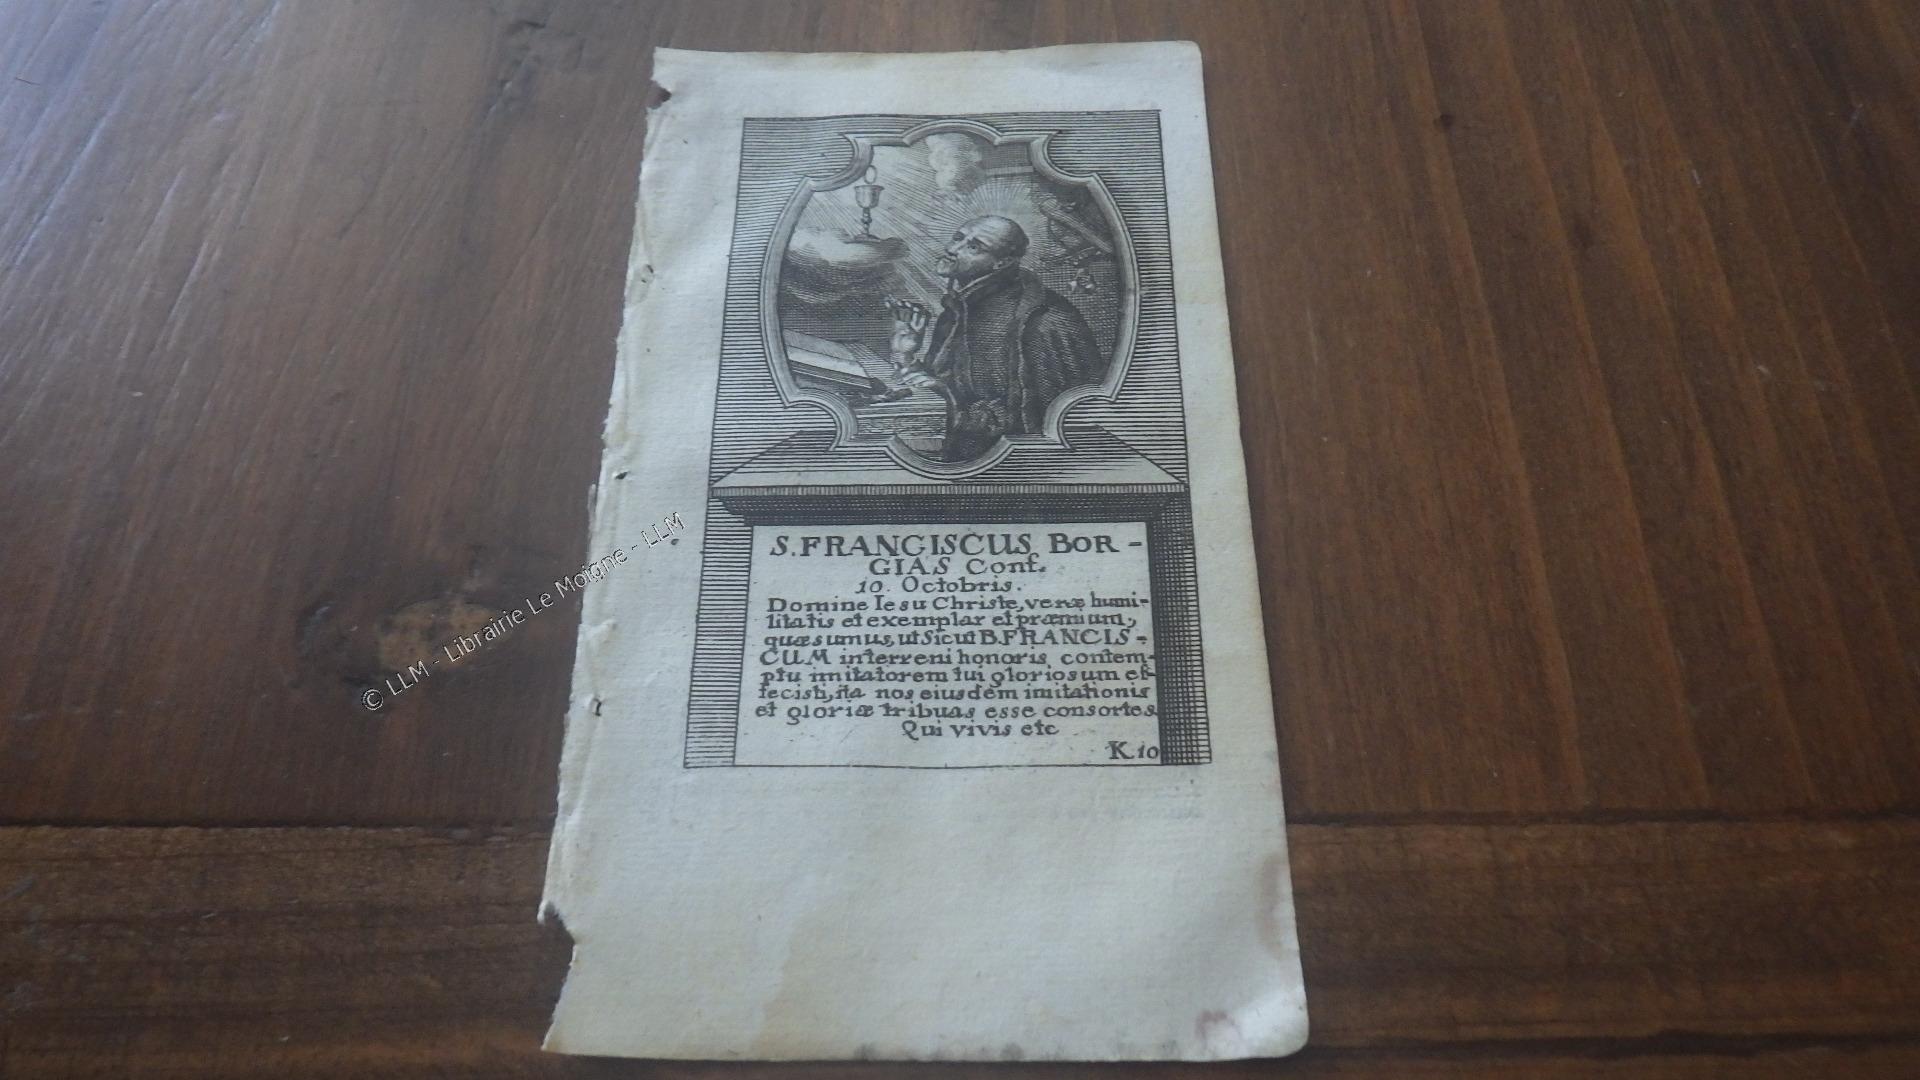 S. FRANCISCUS BOR-
GIAS Conf.
10. Octobris.
Domine Iesu Christe, veræ humi-
litatis et exemplar et præmium,
quæsumus, ut Sicut B. FRANCIS-
CUM interreni honoris contem-
ptu imitatorem tui gloriosum ef-
fecisti, ita nos eiusdem imitationis
et gloriæ tribuas esse consortes.
Qui vivis etc
K. 10
© LLM - Librairie Le Moigne - LLM